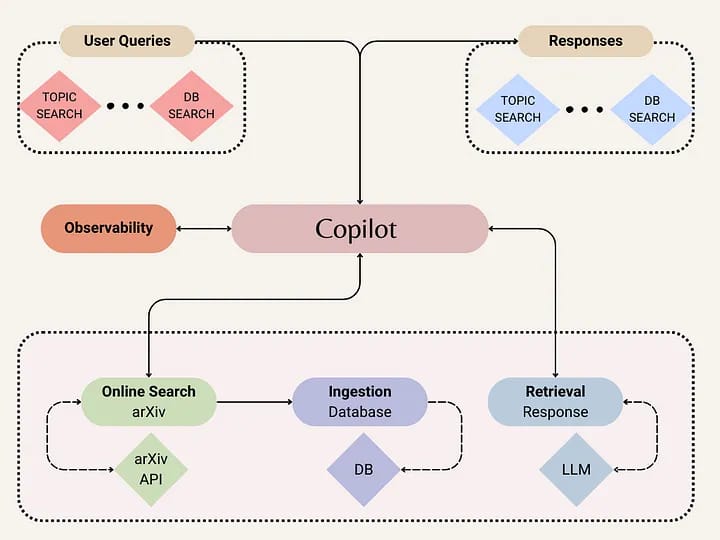 User Queries
Responses
TOPIC
SEARCH
DB
SEARCH
TOPIC
SEARCH
DB
SEARCH
Observability
Copilot
Online Search
arXiv
Ingestion
Database
Retrieval
Response
arXiv
API
DB
LLM